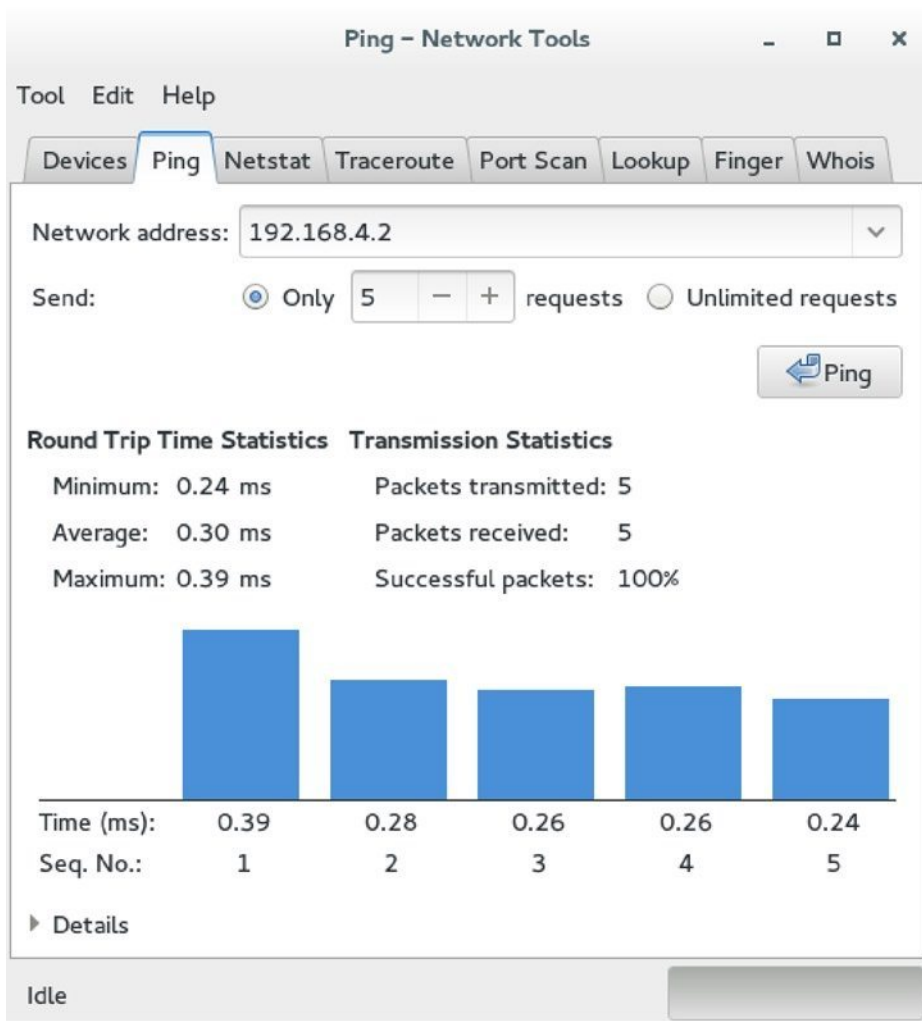 Ping – Network Tools
Tool Edit Help
Devices Ping Netstat Traceroute Port Scan Lookup Finger Whois
Network address: 192.168.4.2
Send: Only 5 − + requests Unlimited requests
Ping
Round Trip Time Statistics Transmission Statistics
Minimum: 0.24 ms Packets transmitted: 5
Average: 0.30 ms Packets received: 5
Maximum: 0.39 ms Successful packets: 100%
Time (ms): 0.39 0.28 0.26 0.26 0.24
Seq. No.: 1 2 3 4 5
Details
Idle